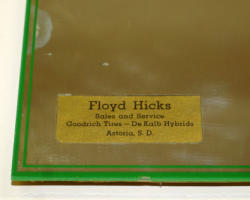 Floyd Hicks
Sales and Service
Goodrich Tires – De Kalb Hybrids
Astoria, S. D.